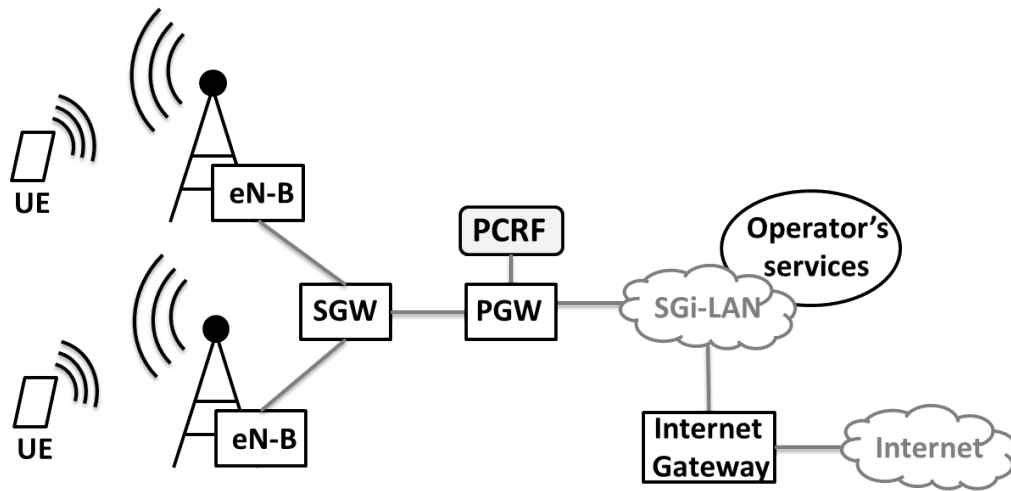 UE
eN-B
PCRF
Operator's
services
SGW
PGW
SGi-LAN
UE
eN-B
Internet
Gateway
Internet